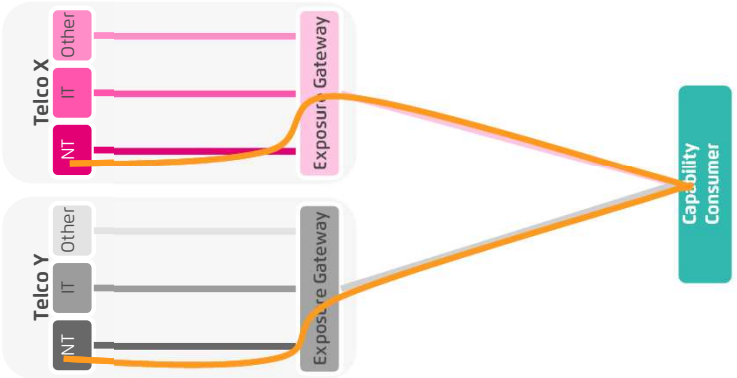 Telco X
Other
IT
NT
Exposure Gateway
Telco Y
Other
IT
NT
Exposure Gateway
Capability
Consumer